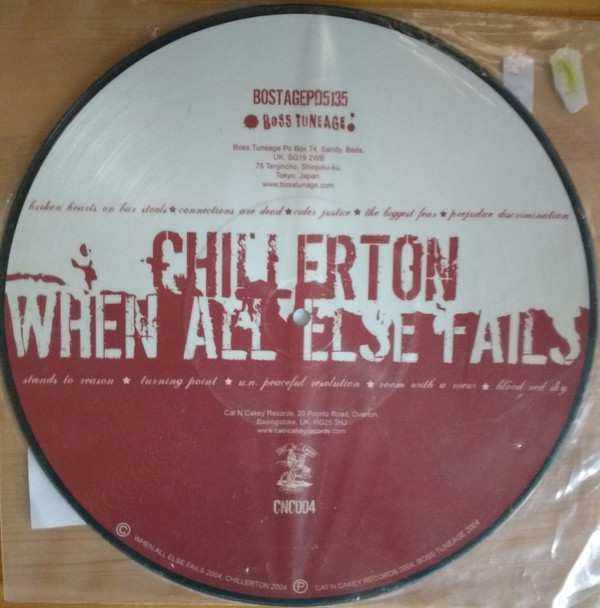 BOSTAGEPD5135
BOSS TUNEAGE!
Boss Tuneage Po Box 74, Sandy, Beds,
UK, SG19 2WB
75 Tenjincho, Shinjuku-ku
Tokyo, Japan.
www.bosstunage.com
broken hearts on bar stools ★ connections are dead ★ cider justice ★ the biggest fear ★ prejudice discrimination
CHILLERTON
WHEN ALL ELSE FAILS
stands to reason ★ turning point ★ u.n. peaceful resolution ★ room with a view ★ blood red sky
Cat N Cakey Records, 20 Poyntz Road, Overton,
Basingstoke, UK, RG25 3HJ
www.catncakeyrecords.com
CNC004
© WHEN ALL ELSE FAILS 2004, CHILLERTON 2004 ℗ CAT N CAKEY RECORDS 2004, BOSS TUNEAGE 2004